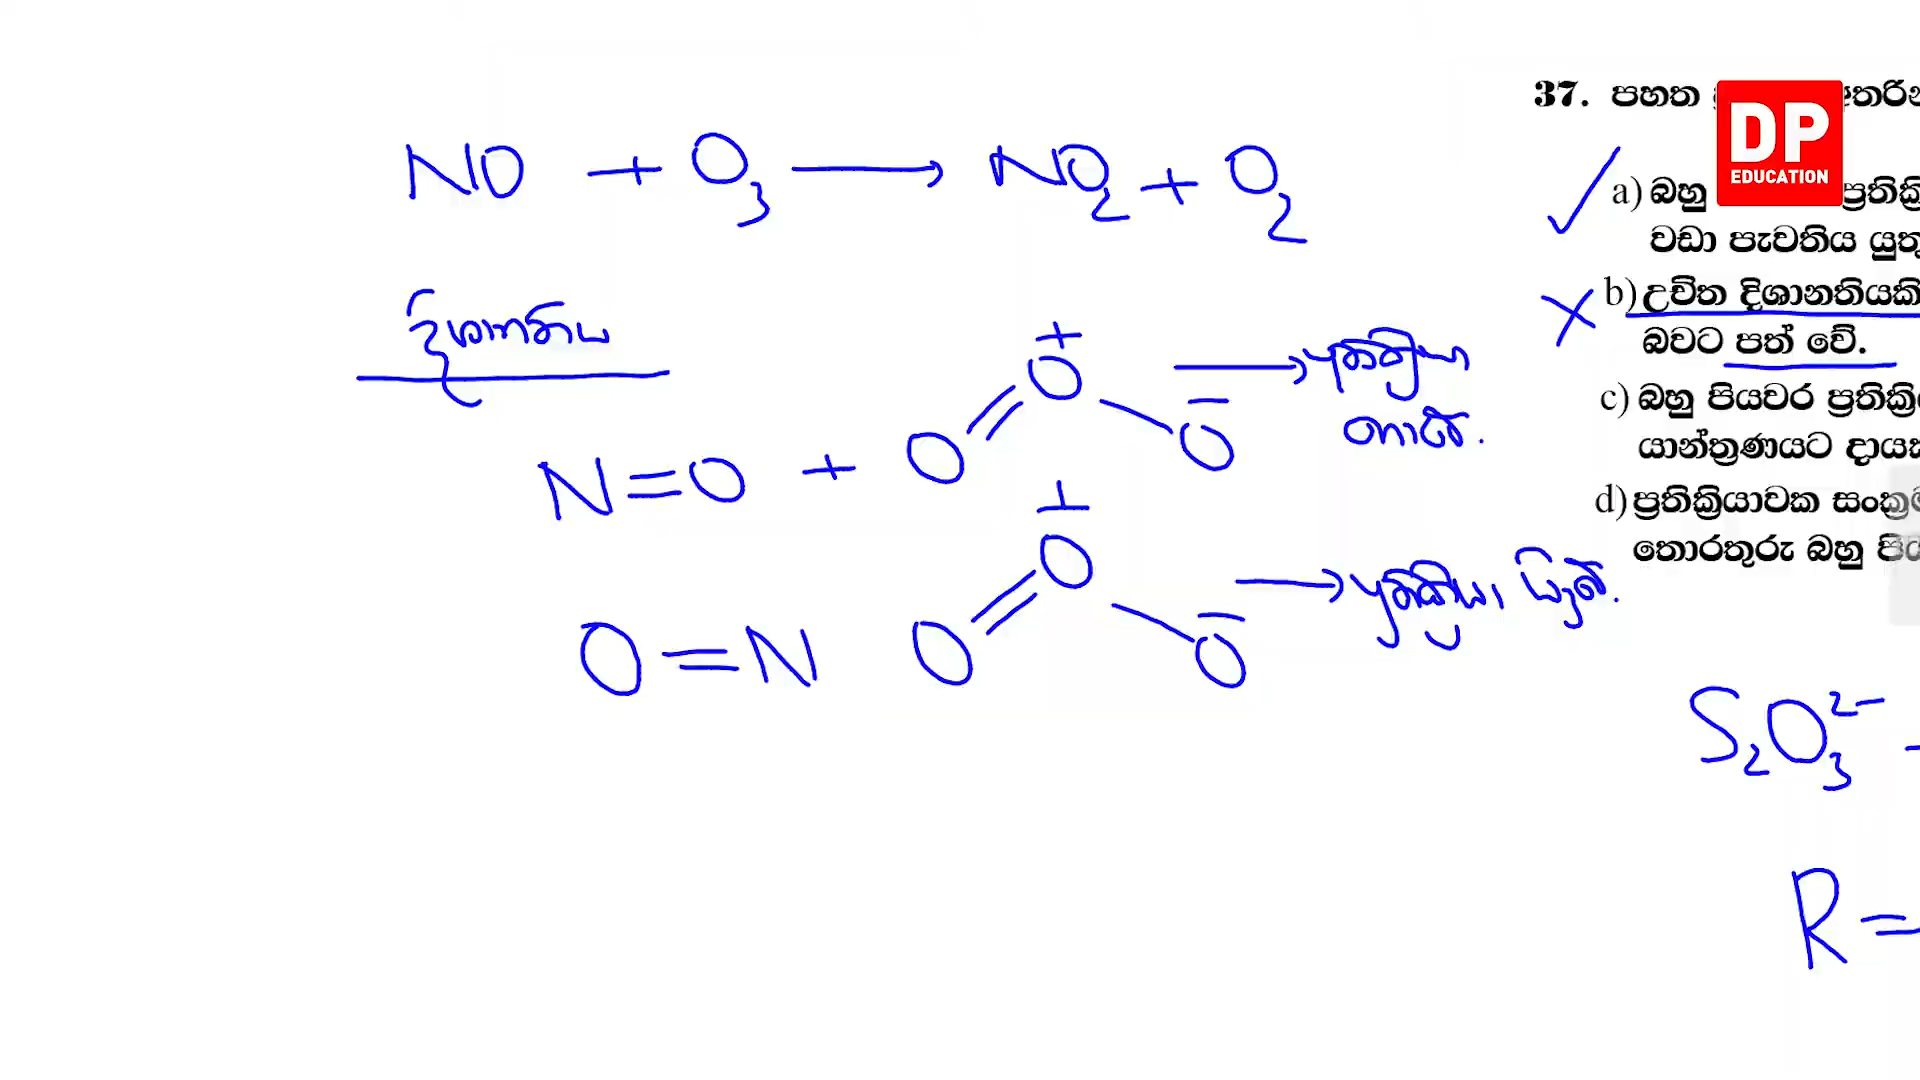 NO + O₃ ⟶ NO₂ + O₂
දිශානතිය
N=O + O=O⁺–O⁻ ⟶ ප්‍රතික්‍රියා
නොවේ.
O=N O=O⁺–O⁻ ⟶ ප්‍රතික්‍රියා
37. පහත
DP
EDUCATION
a) බහු
වඩා පැවතිය යුතු
b) උචිත දිශානතියකි
බවට පත් වේ.
c) බහු පියවර ප්‍රතික්‍රි
යාන්ත්‍රණයට දායක
d) ප්‍රතික්‍රියාවක සංක්‍රම
තොරතුරු බහු පි
S₂O₃²⁻
R =